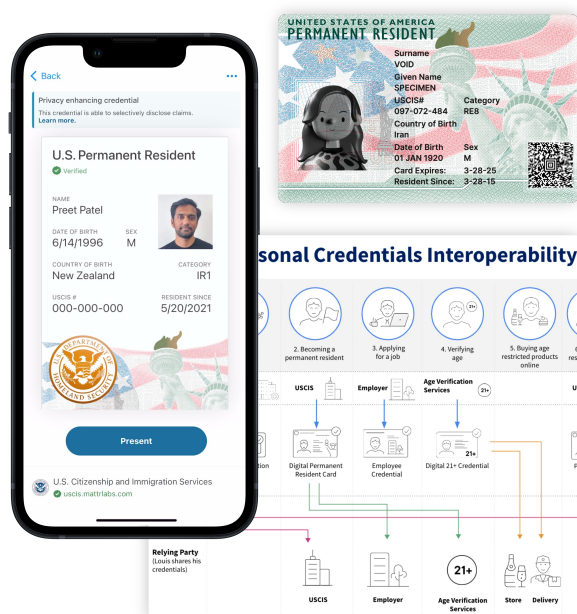 Back
Privacy enhancing credential
This credential is able to selectively disclose claims.
Learn more.
U.S. Permanent Resident
Verified
NAME
Preet Patel
DATE OF BIRTH SEX
6/14/1996 M
COUNTRY OF BIRTH CATEGORY
New Zealand IR1
USCIS # RESIDENT SINCE
000-000-000 5/20/2021
U.S. DEPARTMENT OF
HOMELAND SECURITY
Present
U.S. Citizenship and Immigration Services
uscis.mattrlabs.com
UNITED STATES OF AMERICA
PERMANENT RESIDENT
Surname
VOID
Given Name
SPECIMEN
USCIS# Category
097-072-484 RE8
Country of Birth
Iran
Date of Birth Sex
01 JAN 1920 M
Card Expires: 3-28-25
Resident Since: 3-28-15
sonal Credentials Interoperability
2. Becoming a
permanent resident
3. Applying
for a job
4. Verifying
age
21+
5. Buying age
restricted products
online
USCIS
Employer
Age Verification
Services
21+
Digital Permanent
Resident Card
Employee
Credential
21+
Digital 21+ Credential
Relying Party
(Louis shares his
credentials)
USCIS
Employer
21+
Age Verification
Services
Store Delivery